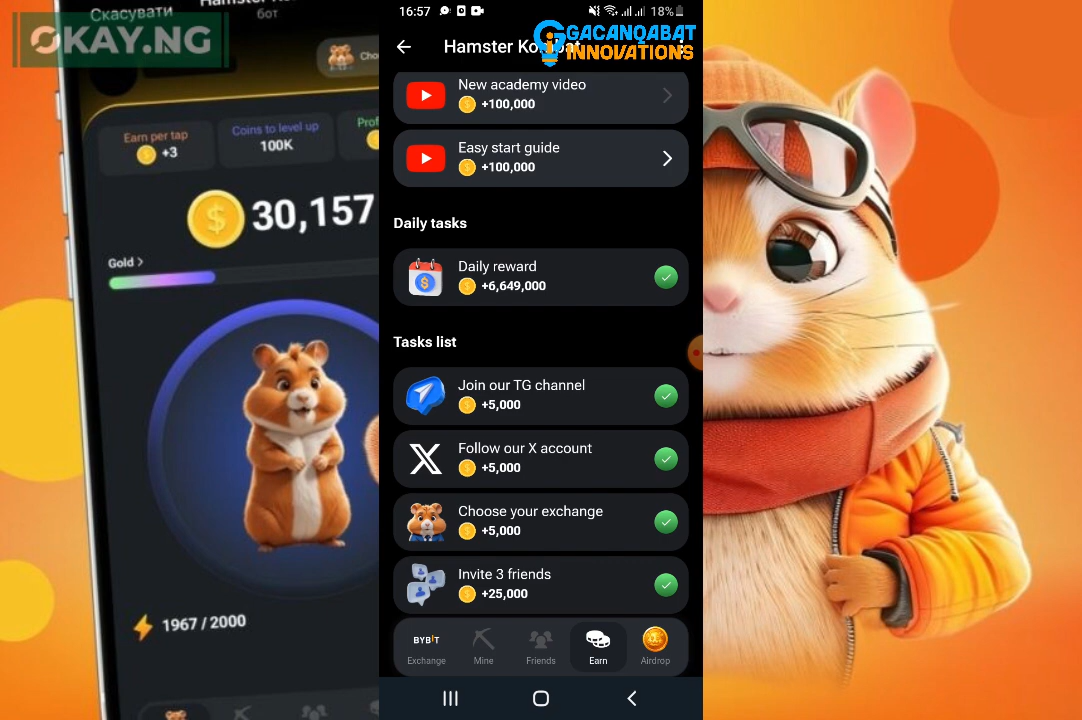 Скасувати
бот
OKAY.NG
Earn per tap
+3
Coins to level up
100K
30,157
Gold >
1967 / 2000
16:57
18%
Hamster Kombat
GACANQABAT
INNOVATIONS
New academy video
+100,000
Easy start guide
+100,000
Daily tasks
Daily reward
+6,649,000
Tasks list
Join our TG channel
+5,000
Follow our X account
+5,000
Choose your exchange
+5,000
Invite 3 friends
+25,000
BYBIT
Exchange
Mine
Friends
Earn
Airdrop